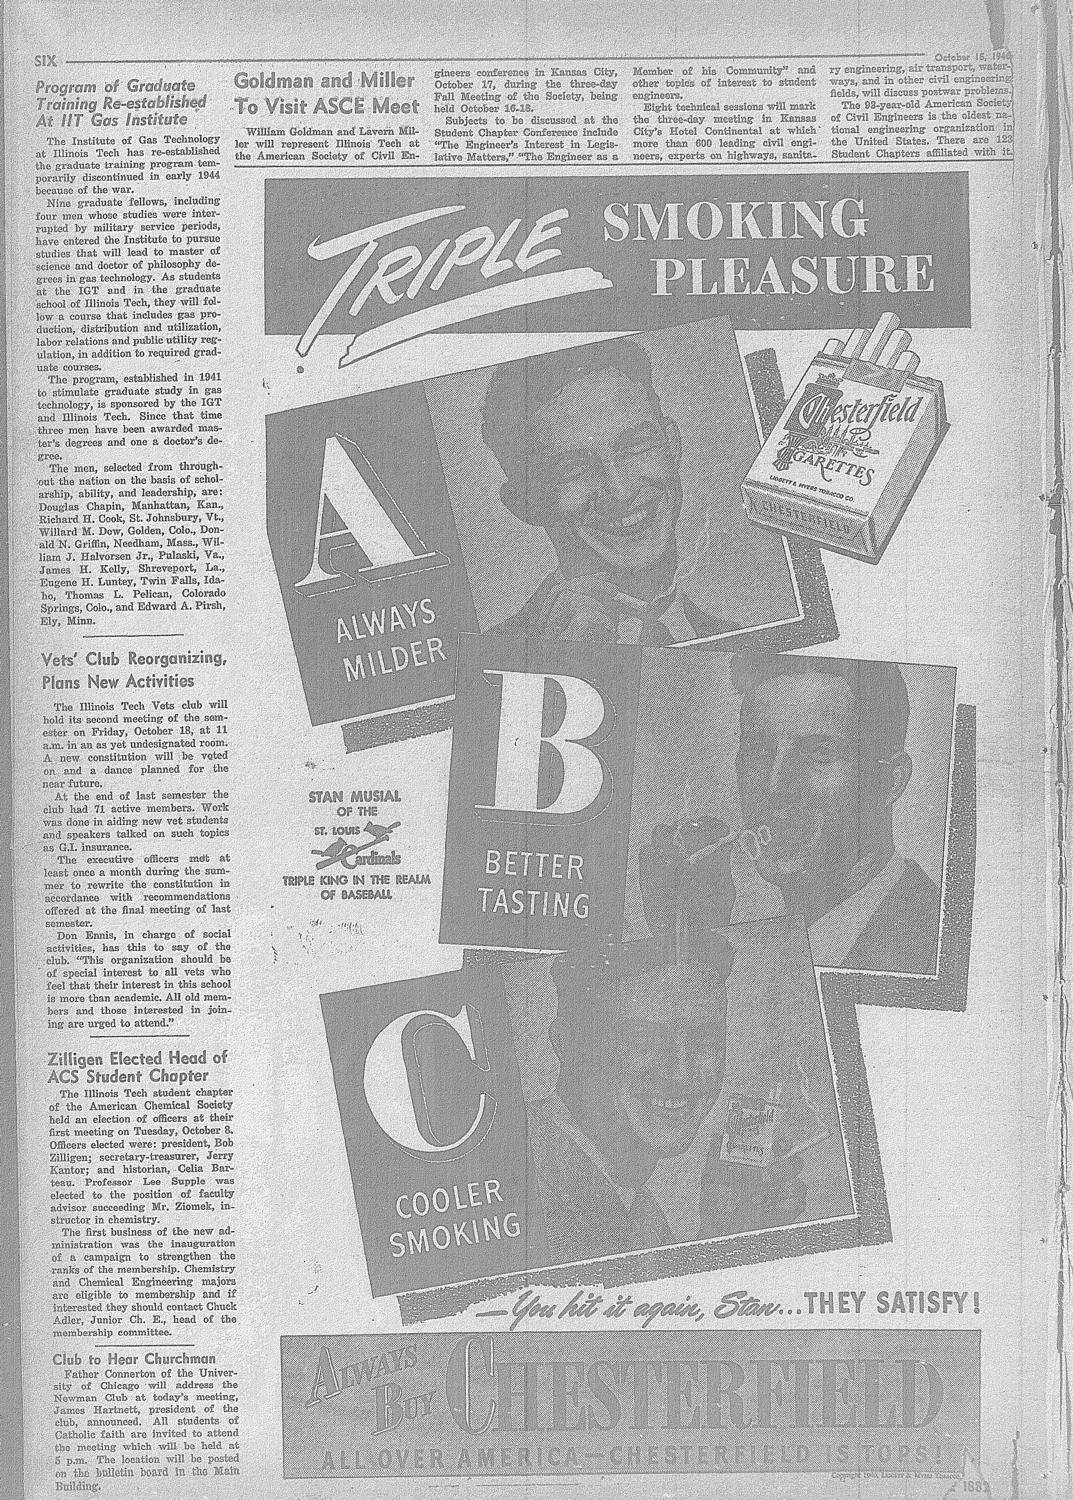 SIX
October 15, 1946
Program of Graduate
Training Re-established
At IIT Gas Institute
The Institute of Gas Technology
at Illinois Tech has re-established
the graduate training program tem-
porarily discontinued in early 1944
because of the war.
Nine graduate fellows, including
four men whose studies were inter-
rupted by military service periods,
have entered the Institute to pursue
studies that will lead to master of
science and doctor of philosophy de-
grees in gas technology. As students
at the IGT and in the graduate
school of Illinois Tech, they will fol-
low a course that includes gas pro-
duction, distribution and utilization,
labor relations and public utility reg-
ulation, in addition to required grad-
uate courses.
The program, established in 1941
to stimulate graduate study in gas
technology, is sponsored by the IGT
and Illinois Tech. Since that time
three men have been awarded mas-
ter's degrees and one a doctor's de-
gree.
The men, selected from through-
out the nation on the basis of schol-
arship, ability, and leadership, are:
Douglas Chapin, Manhattan, Kan.,
Richard H. Cook, St. Johnsbury, Vt.,
Willard M. Dow, Golden, Colo., Don-
ald N. Griffin, Needham, Mass., Wil-
liam J. Halvorsen Jr., Pulaski, Va.,
James H. Kelly, Shreveport, La.,
Eugene H. Luntey, Twin Falls, Ida-
ho, Thomas L. Pelican, Colorado
Springs, Colo., and Edward A. Pirsh,
Ely, Minn.
Vets' Club Reorganizing,
Plans New Activities
The Illinois Tech Vets club will
hold its second meeting of the sem-
ester on Friday, October 18, at 11
a.m. in an as yet undesignated room.
A new constitution will be voted
on and a dance planned for the
near future.
At the end of last semester the
club had 71 active members. Work
was done in aiding new vet students
and speakers talked on such topics
as G.I. insurance.
The executive officers met at
least once a month during the sum-
mer to rewrite the constitution in
accordance with recommendations
offered at the final meeting of last
semester.
Don Ennis, in charge of social
activities, has this to say of the
club. "This organization should be
of special interest to all vets who
feel that their interest in this school
is more than academic. All old mem-
bers and those interested in join-
ing are urged to attend."
Zilligen Elected Head of
ACS Student Chapter
The Illinois Tech student chapter
of the American Chemical Society
held an election of officers at their
first meeting on Tuesday, October 8.
Officers elected were: president, Bob
Zilligen; secretary-treasurer, Jerry
Kantor; and historian, Celia Bar-
teau. Professor Lee Supple was
elected to the position of faculty
advisor succeeding Mr. Ziomek, in-
structor in chemistry.
The first business of the new ad-
ministration was the inauguration
of a campaign to strengthen the
ranks of the membership. Chemistry
and Chemical Engineering majors
are eligible to membership and if
interested they should contact Chuck
Adler, Junior Ch. E., head of the
membership committee.
Club to Hear Churchman
Father Connerton of the Univer-
sity of Chicago will address the
Newman Club at today's meeting,
James Hartnett, president of the
club, announced. All students of
Catholic faith are invited to attend
the meeting which will be held at
5 p.m. The location will be posted
on the bulletin board in the Main
Building.
Goldman and Miller
To Visit ASCE Meet
William Goldman and Lavern Mil-
ler will represent Illinois Tech at
the American Society of Civil En-
gineers conference in Kansas City,
October 17, during the three-day
Fall Meeting of the Society, being
held October 16-18.
Subjects to be discussed at the
Student Chapter Conference include
"The Engineer's Interest in Legis-
lative Matters," "The Engineer as a
Member of his Community" and
other topics of interest to student
engineers.
Eight technical sessions will mark
the three-day meeting in Kansas
City's Hotel Continental at which
more than 600 leading civil engi-
neers, experts on highways, sanita-
ry engineering, air transport, water-
ways, and in other civil engineering
fields, will discuss postwar problems.
The 93-year-old American Society
of Civil Engineers is the oldest na-
tional engineering organization in
the United States. There are 123
Student Chapters affiliated with it.
TRIPLE SMOKING
PLEASURE
Chesterfield
CIGARETTES
LIGGETT & MYERS TOBACCO CO.
CHESTERFIELD
A
ALWAYS
MILDER
B
BETTER
TASTING
STAN MUSIAL
OF THE
ST. LOUIS
Cardinals
TRIPLE KING IN THE REALM
OF BASEBALL
C
COOLER
SMOKING
—You hit it again, Stan...THEY SATISFY!
ALWAYS
BUY CHESTERFIELD
ALL OVER AMERICA—CHESTERFIELD IS TOPS!
Copyright 1946, Liggett & Myers Tobacco